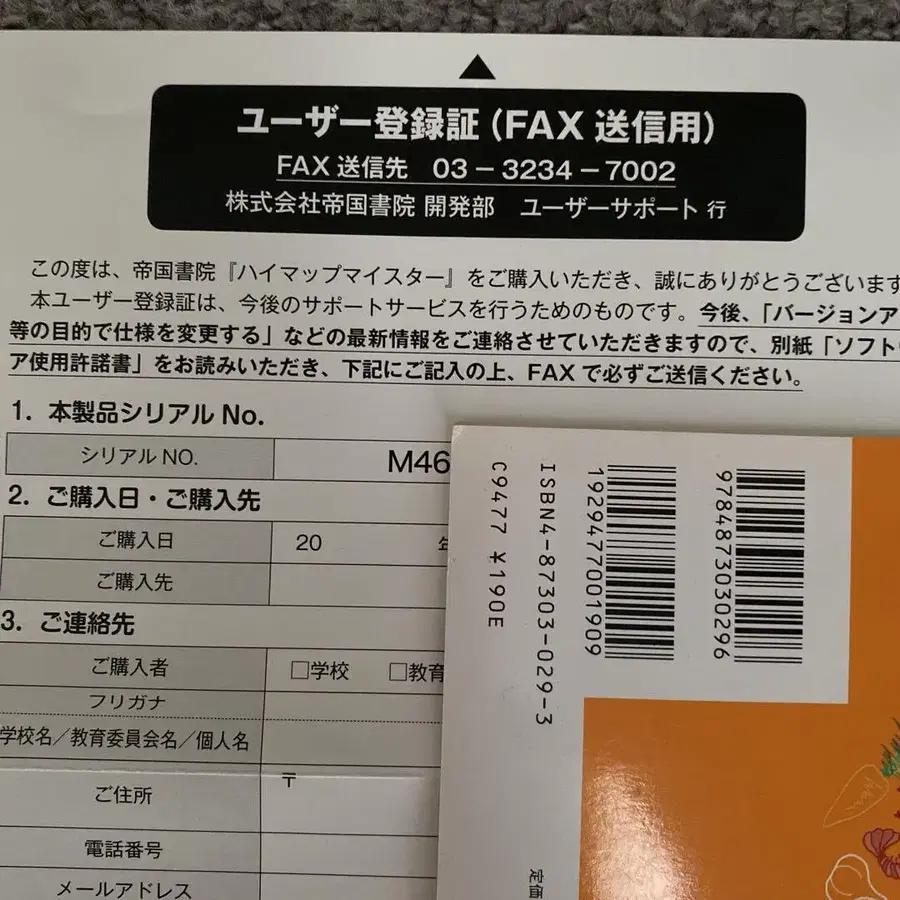 ユーザー登録証(FAX 送信用)
FAX 送信先 03－3234－7002
株式会社帝国書院 開発部 ユーザーサポート 行
この度は、帝国書院『ハイマップマイスター』をご購入いただき、誠にありがとうございます
本ユーザー登録証は、今後のサポートサービスを行うためのものです。今後、「バージョンア
等の目的で仕様を変更する」などの最新情報をご連絡させていただきますので、別紙「ソフト
ア使用許諾書」をお読みいただき、下記にご記入の上、FAX で必ずご送信ください。
1. 本製品シリアル No.
シリアル NO. M46
2. ご購入日・ご購入先
ご購入日 20
ご購入先
3. ご連絡先
ご購入者 □学校 □教育
フリガナ
学校名／教育委員会名／個人名
ご住所 〒
電話番号
メールアドレス
9784873030296
1929477001909
ISBN4-87303-029-3
C9477 ¥190E
定価